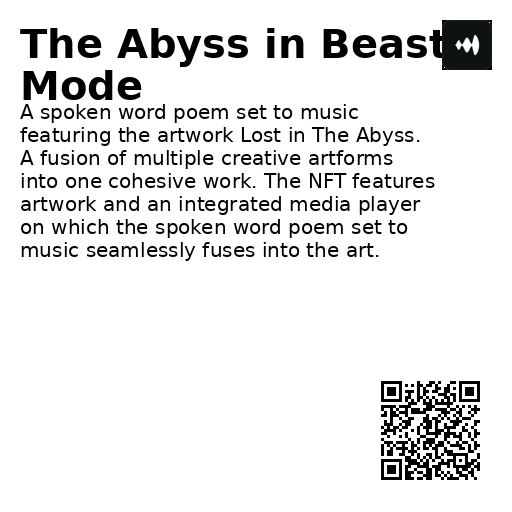 The Abyss in Beast
Mode
A spoken word poem set to music
featuring the artwork Lost in The Abyss.
A fusion of multiple creative artforms
into one cohesive work. The NFT features
artwork and an integrated media player
on which the spoken word poem set to
music seamlessly fuses into the art.